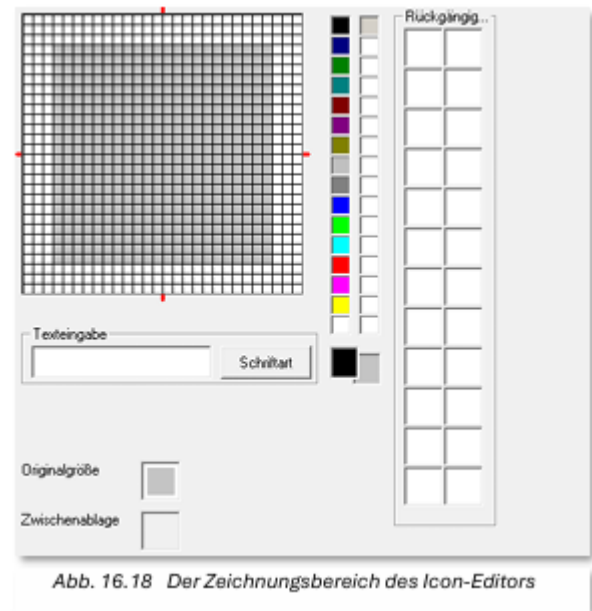 Rückgängig...
Texteingabe
Schriftart
Originalgröße
Zwischenablage
Abb. 16.18 Der Zeichnungsbereich des Icon-Editors